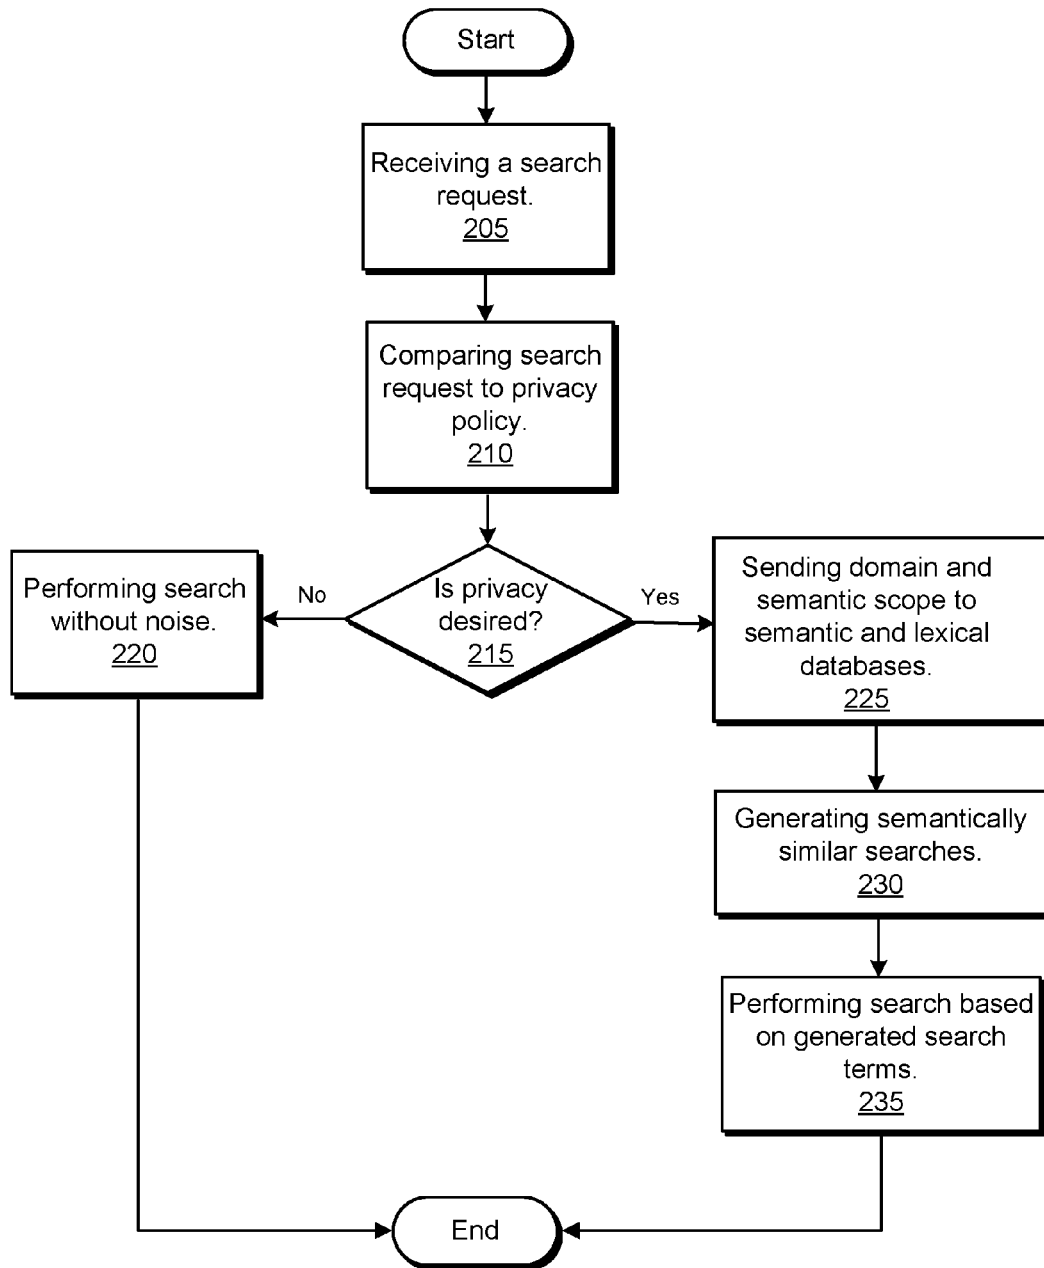 Start
Receiving a search
request.
205
Comparing search
request to privacy
policy.
210
Is privacy
desired?
215
No
Yes
Performing search
without noise.
220
Sending domain and
semantic scope to
semantic and lexical
databases.
225
Generating semantically
similar searches.
230
Performing search based
on generated search
terms.
235
End